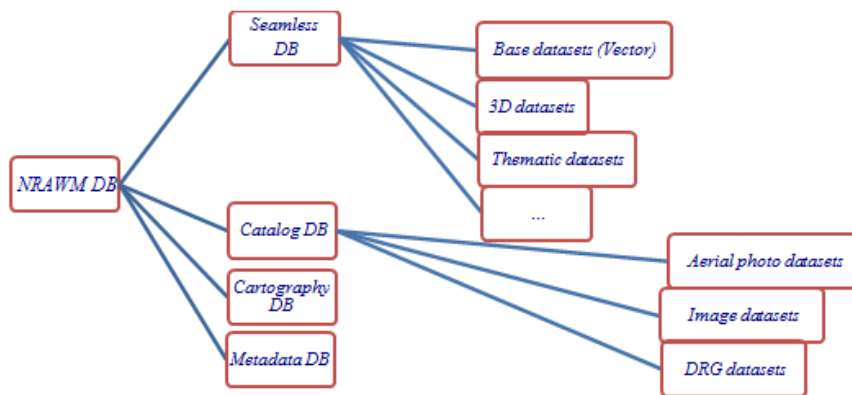 Seamless
DB
Base datasets (Vector)
3D datasets
Thematic datasets
...
NRAWM DB
Catalog DB
Aerial photo datasets
Cartography
DB
Image datasets
Metadata DB
DRG datasets